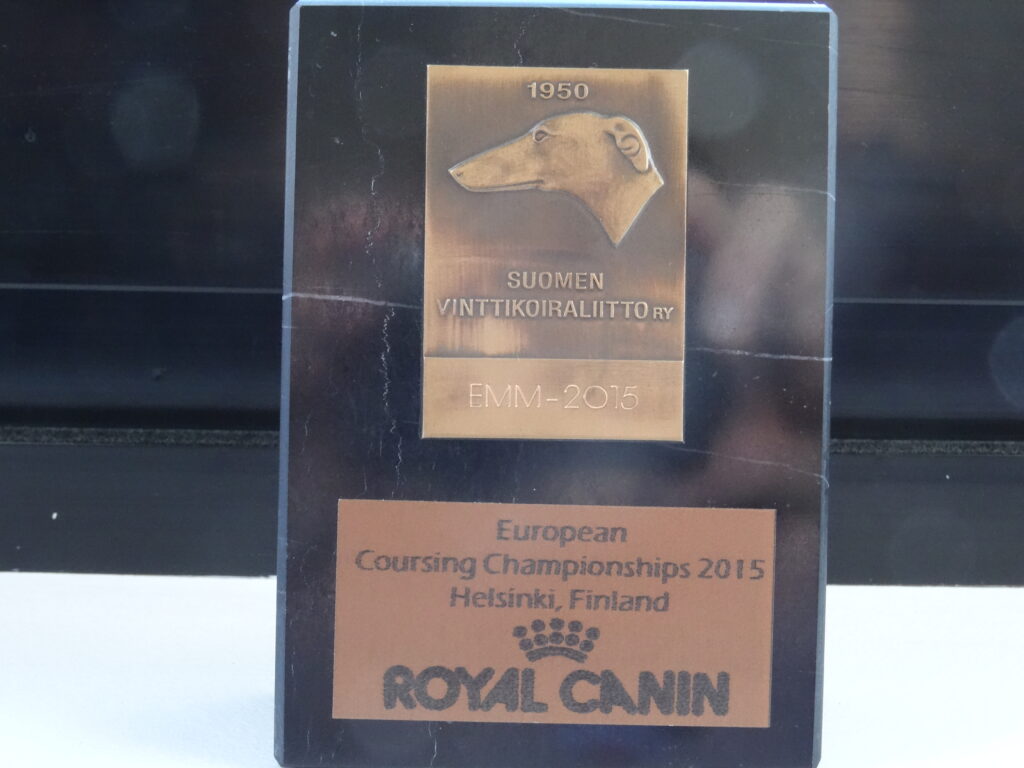 1950
SUOMEN
VINTTIKOIRALIITTO RY
EMM-2015
European
Coursing Championships 2015
Helsinki, Finland
ROYAL CANIN